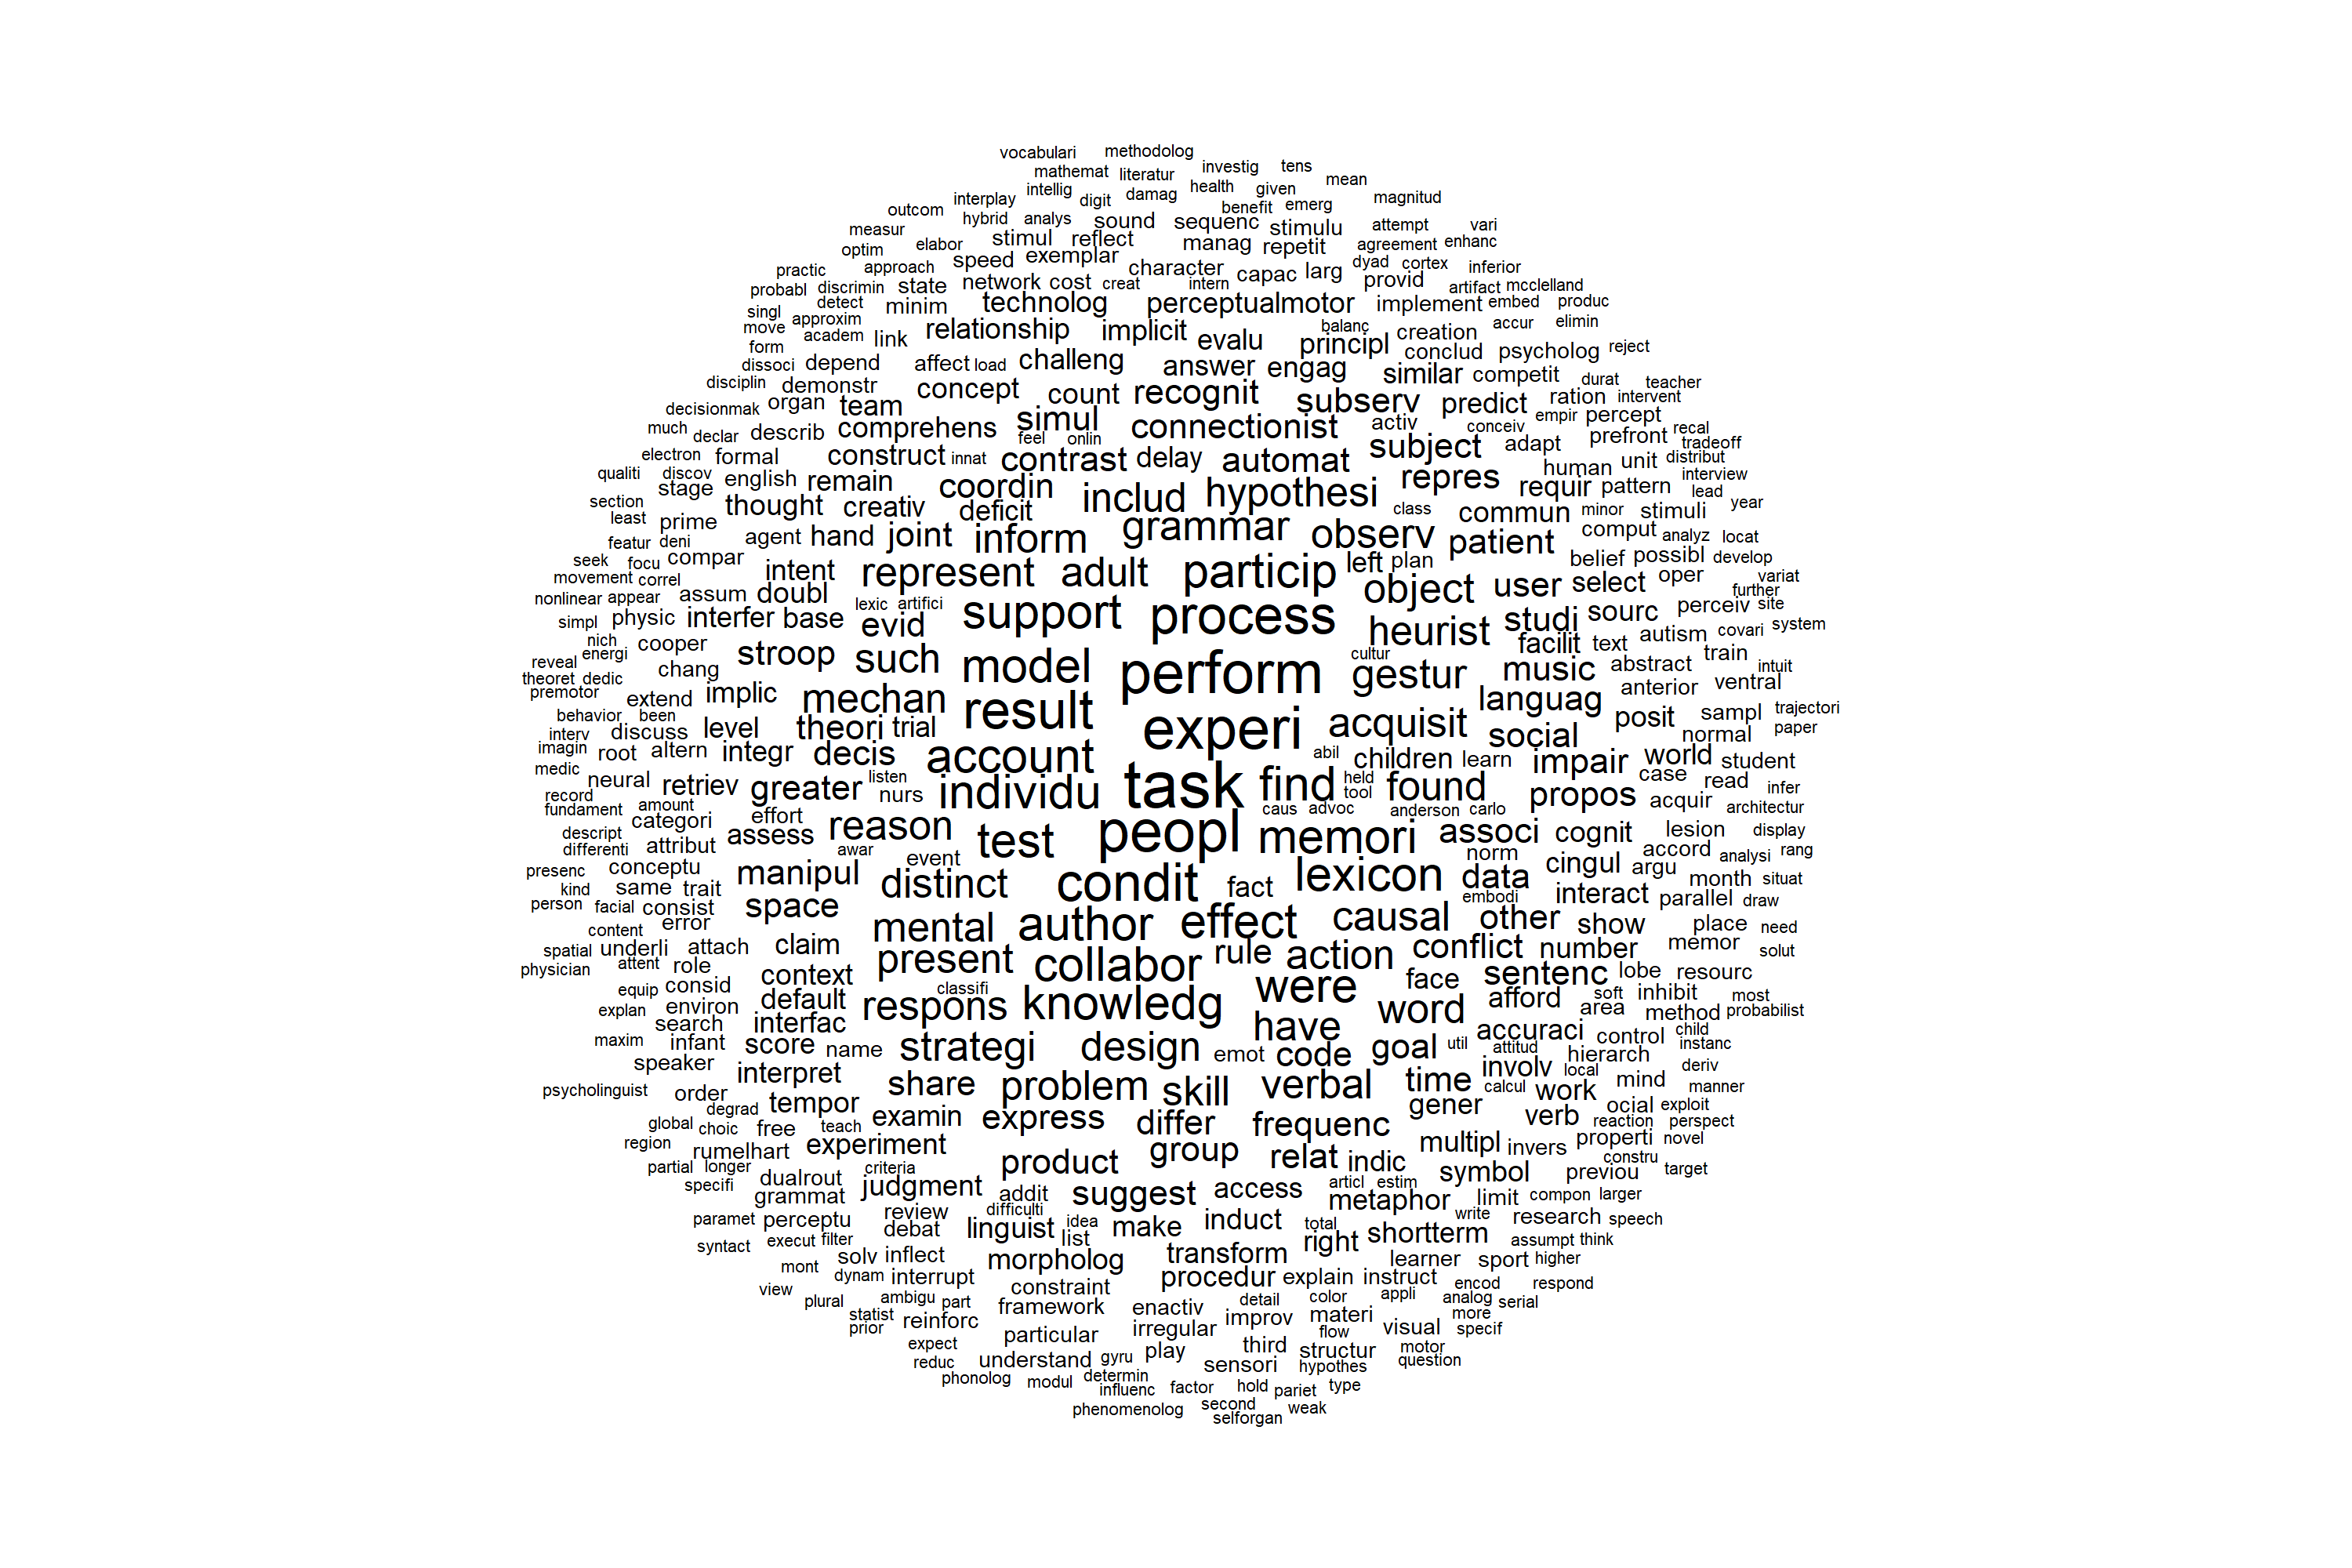 vocabulari methodolog
mathemat literatur investig tens
intellig digit damag health given mean
interplay benefit emerg magnitud
outcom hybrid analys sound sequenc stimulu attempt vari
measur elabor stimul reflect manag repetit agreement enhanc
optim approach speed exemplar character capac larg dyad cortex inferior
practic state network cost creat intern provid artifact mcclelland
probabl discrimin detect minim technolog perceptualmotor implement embed produc
singl approxim relationship implicit evalu balanc creation accur elimin
move academ link principl conclud psycholog reject
form depend affect load challeng answer engag similar competit durat teacher
dissoci demonstr concept count recognit subserv predict ration intervent
disciplin organ team simul connectionist activ conceiv empir percept
decisionmak describ comprehens feel onlin subject adapt prefront recal
much declar formal construct innat contrast delay automat tradeoff
electron english remain coordin includ hypothesi repres human unit distribut
qualiti discov stage thought creativ deficit requir pattern interview
section least prime grammar class commun minor stimuli lead year
featur deni agent hand joint inform observ patient comput analyz locat
seek focu compar intent represent adult particip left plan belief possibl develop
movement correl doubl object user select oper variat
nonlinear appear assum lexic artifici support process studi sourc perceiv further site
simpl physic interfer base evid heurist facilit text autism covari system
nich cooper stroop such model perform cultur gestur music abstract train
energi reveal chang languag anterior ventral intuit
theoret dedic premotor extend implic mechan result experi acquisit posit sampl trajectori
behavior been discuss level theori trial social normal paper
interv imagin root altern integr decis account abil children learn impair world student
medic neural retriev greater listen nurs individu task find held tool found case read infer
record fundament amount categori effort caus advoc anderson carlo propos acquir architectur
descript attribut assess reason test peopl memori associ cognit lesion display
differenti awar event norm cingul accord analysi rang
presenc conceptu manipul distinct condit fact lexicon data argu month situat
kind same trait embodi interact parallel draw
person facial consist space mental author effect causal other show place need
content error conflict number memor
spatial underli attach claim present collabor rule action solut
physician attent role context classifi were face sentenc lobe resourc
equip consid default respons knowledg word afford soft inhibit most
explan environ interfac have accuraci area method probabilist
search score name strategi design emot code goal util attitud control child instanc
maxim infant involv local hierarch deriv
speaker interpret share problem skill verbal time calcul work mind manner
psycholinguist order tempor examin express differ frequenc gener verb ocial exploit
degrad reaction perspect
global choic free teach experiment group relat indic multipl invers properti novel
region rumelhart product constru
partial longer dualrout criteria judgment suggest access articl estim symbol previou target
specifi grammat addit metaphor limit compon larger
paramet perceptu review difficulti linguist idea make induct total write research speech
debat list right shortterm
syntact execut filter solv inflect morpholog transform learner sport assumpt think higher
mont dynam interrupt constraint procedur explain instruct encod respond
view plural ambigu part framework enactiv detail color appli analog serial
statist prior reinforc particular irregular improv materi flow visual more specif
expect understand gyru play third structur motor
reduc sensori hypothes question
phonolog modul determin influenc factor hold pariet type
phenomenolog second weak
selforgan